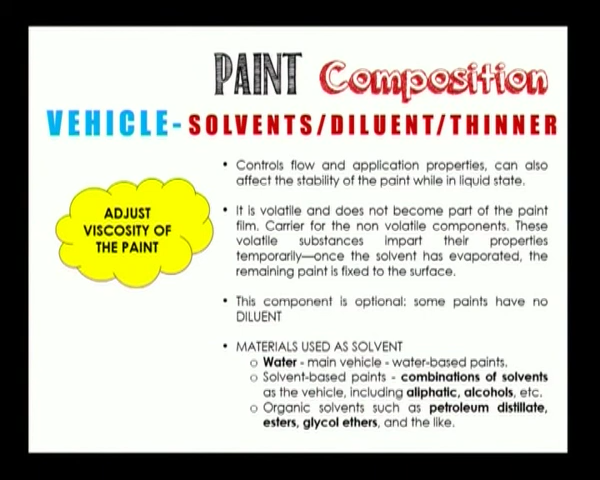 PAINT Composition
VEHICLE- SOLVENTS/DILUENT/THINNER
ADJUST
VISCOSITY OF
THE PAINT
• Controls flow and application properties, can also
affect the stability of the paint while in liquid state.
• It is volatile and does not become part of the paint
film. Carrier for the non volatile components. These
volatile substances impart their properties
temporarily—once the solvent has evaporated, the
remaining paint is fixed to the surface.
• This component is optional: some paints have no
DILUENT
• MATERIALS USED AS SOLVENT
o Water - main vehicle - water-based paints.
o Solvent-based paints - combinations of solvents
as the vehicle, including aliphatic, alcohols, etc.
o Organic solvents such as petroleum distillate,
esters, glycol ethers, and the like.